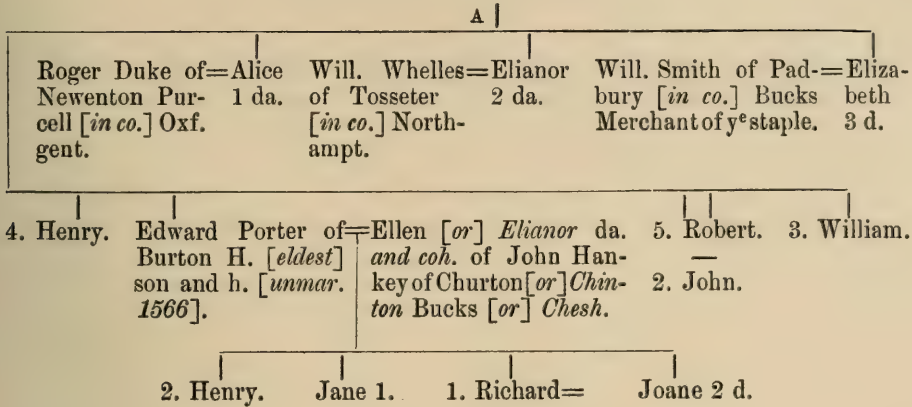 A
Roger Duke of=Alice
Newenton Pur- 1 da.
cell [in co.] Oxf.
gent.
Will. Whelles=Elianor
of Tosseter 2 da.
[in co.] North-
ampt.
Will. Smith of Pad-=Eliza-
bury [in co.] Bucks beth
Merchant of yᵉ staple. 3 d.
4. Henry.
Edward Porter of=Ellen [or] Elianor da.
Burton H. [eldest] and coh. of John Han-
son and h. [unmar. key of Churton [or] Chin-
1566]. ton Bucks [or] Chesh.
5. Robert.
—
2. John.
3. William.
2. Henry. Jane 1. 1. Richard= Joane 2 d.